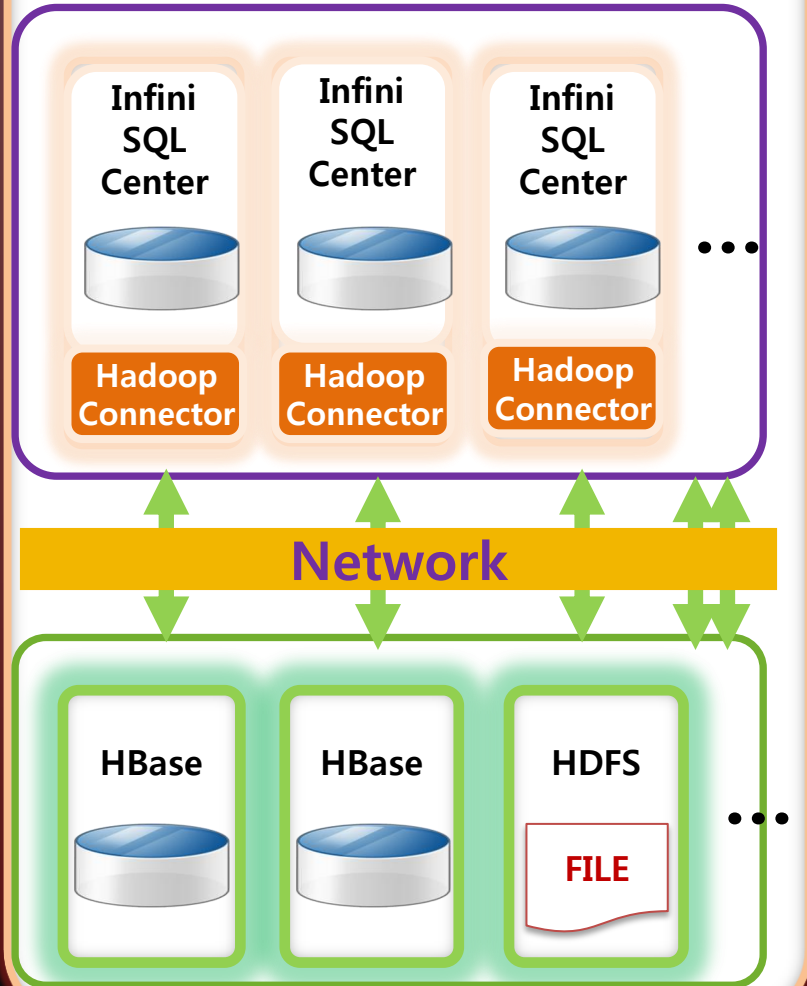 Infini
SQL
Center
Infini
SQL
Center
Infini
SQL
Center
...
Hadoop
Connector
Hadoop
Connector
Hadoop
Connector
Network
HBase
HBase
HDFS
FILE
...